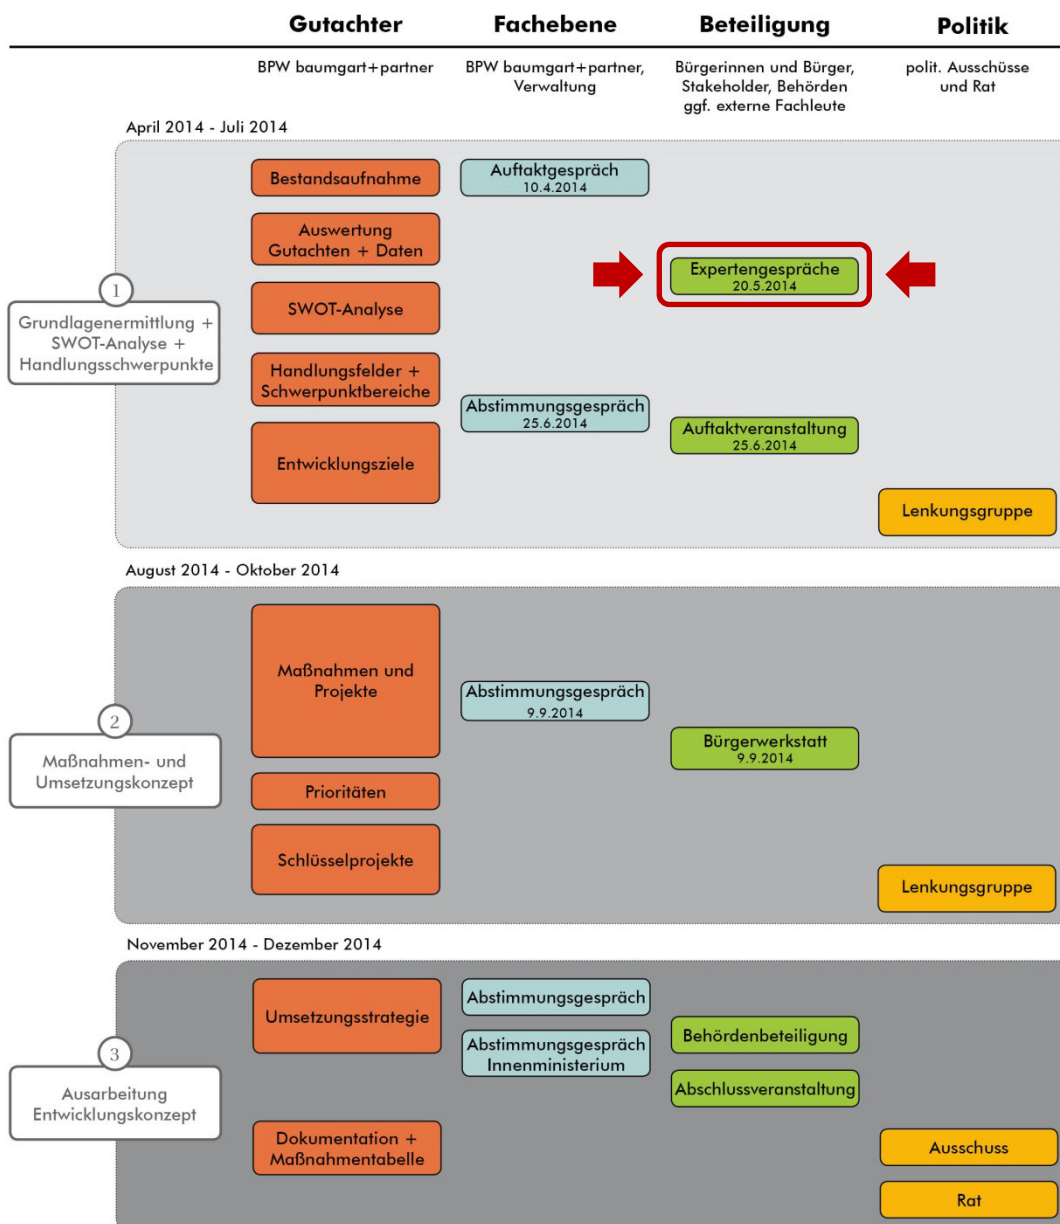 Gutachter
Fachebene
Beteiligung
Politik
BPW baumgart+partner
BPW baumgart+partner,
Verwaltung
Bürgerinnen und Bürger,
Stakeholder, Behörden
ggf. externe Fachleute
polit. Ausschüsse
und Rat
April 2014 - Juli 2014
1
Grundlagenermittlung +
SWOT-Analyse +
Handlungsschwerpunkte
Bestandsaufnahme
Auftaktgespräch
10.4.2014
Auswertung
Gutachten + Daten
Expertengespräche
20.5.2014
SWOT-Analyse
Handlungsfelder +
Schwerpunktbereiche
Abstimmungsgespräch
25.6.2014
Auftaktveranstaltung
25.6.2014
Entwicklungsziele
Lenkungsgruppe
August 2014 - Oktober 2014
2
Maßnahmen- und
Umsetzungskonzept
Maßnahmen und
Projekte
Abstimmungsgespräch
9.9.2014
Bürgerwerkstatt
9.9.2014
Prioritäten
Schlüsselprojekte
Lenkungsgruppe
November 2014 - Dezember 2014
3
Ausarbeitung
Entwicklungskonzept
Umsetzungsstrategie
Abstimmungsgespräch
Behördenbeteiligung
Abstimmungsgespräch
Innenministerium
Abschlussveranstaltung
Dokumentation +
Maßnahmentabelle
Ausschuss
Rat